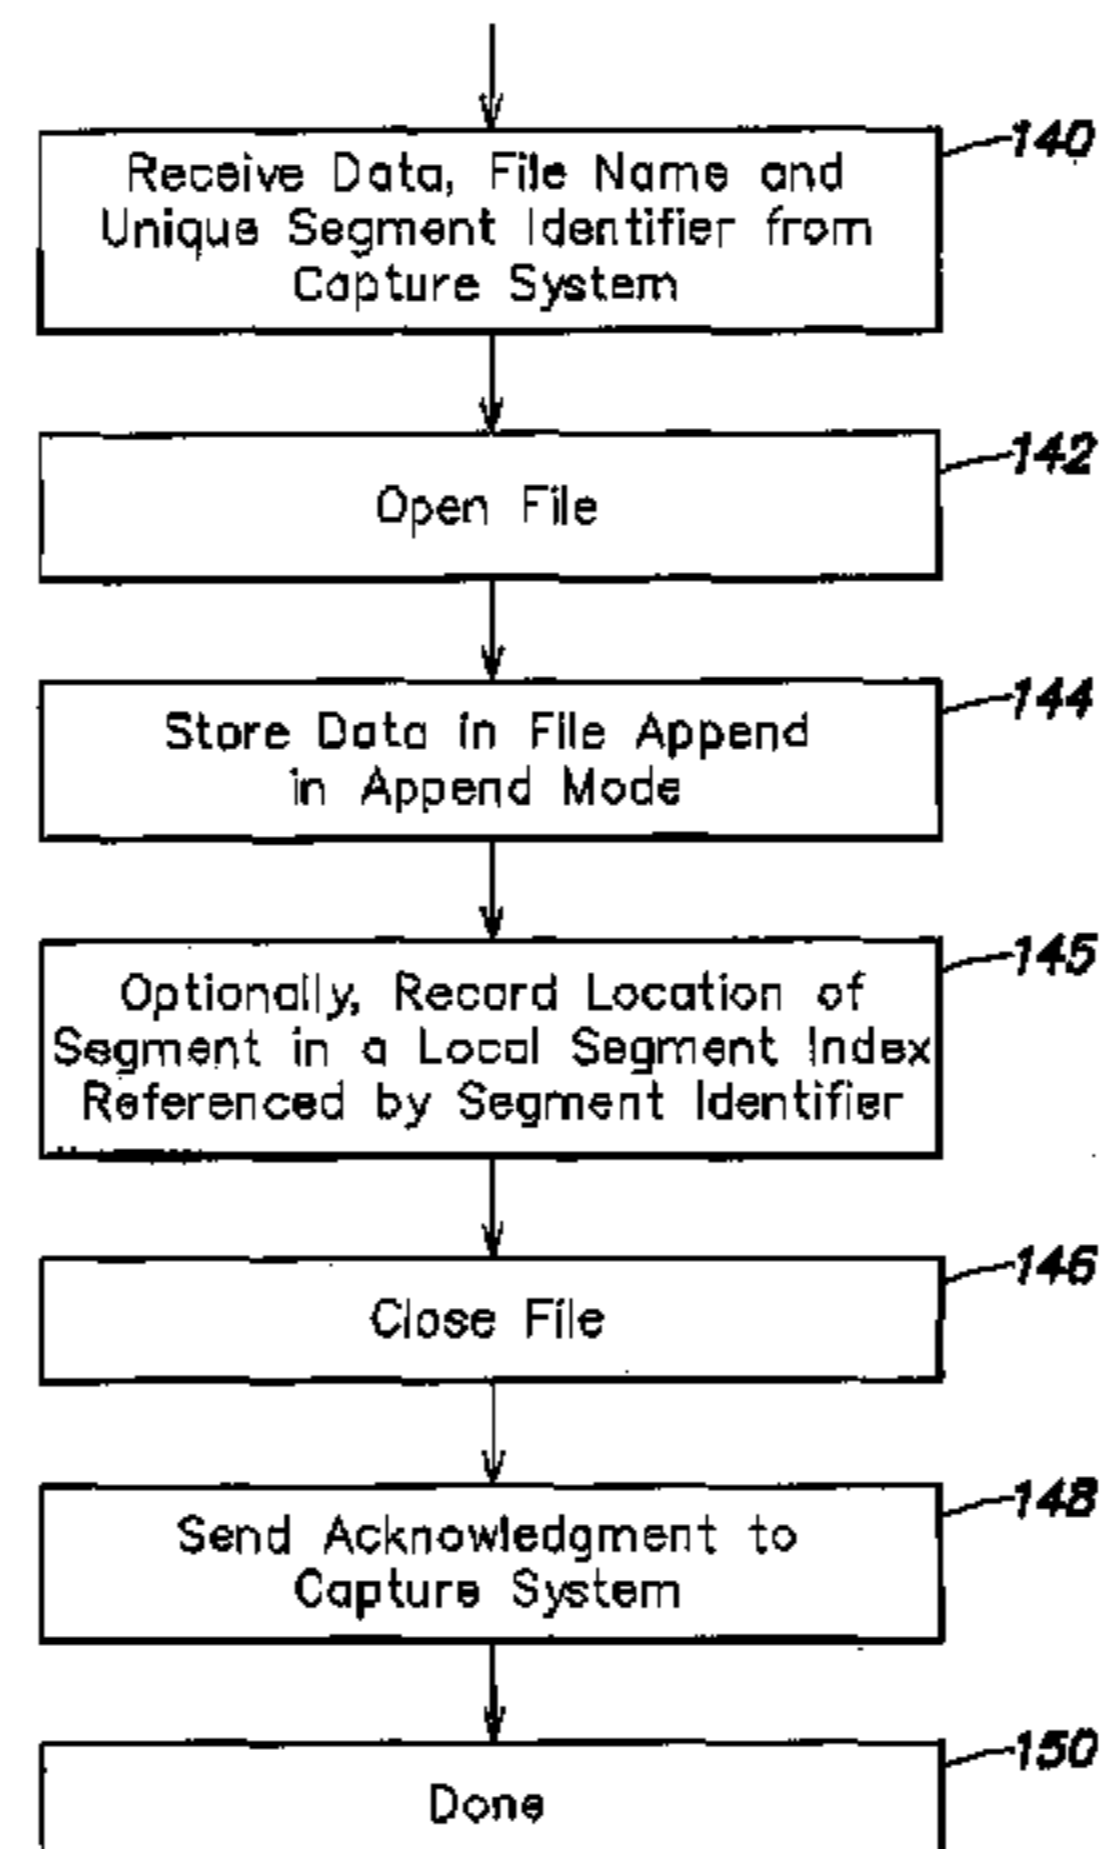 140
Receive Data, File Name and
Unique Segment Identifier from
Capture System
142
Open File
144
Store Data in File Append
in Append Mode
145
Optionally, Record Location of
Segment in a Local Segment Index
Referenced by Segment Identifier
146
Close File
148
Send Acknowledgment to
Capture System
150
Done